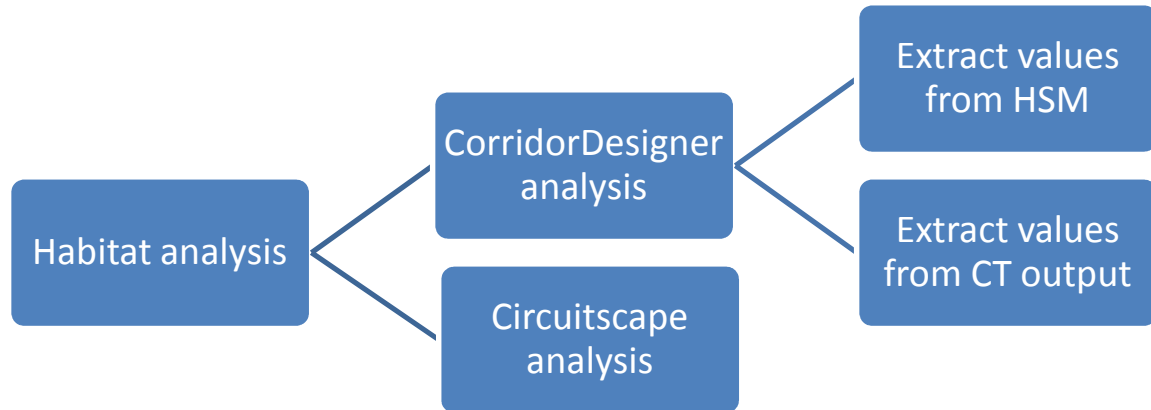 Habitat analysis
CorridorDesigner
analysis
Circuitscape
analysis
Extract values
from HSM
Extract values
from CT output